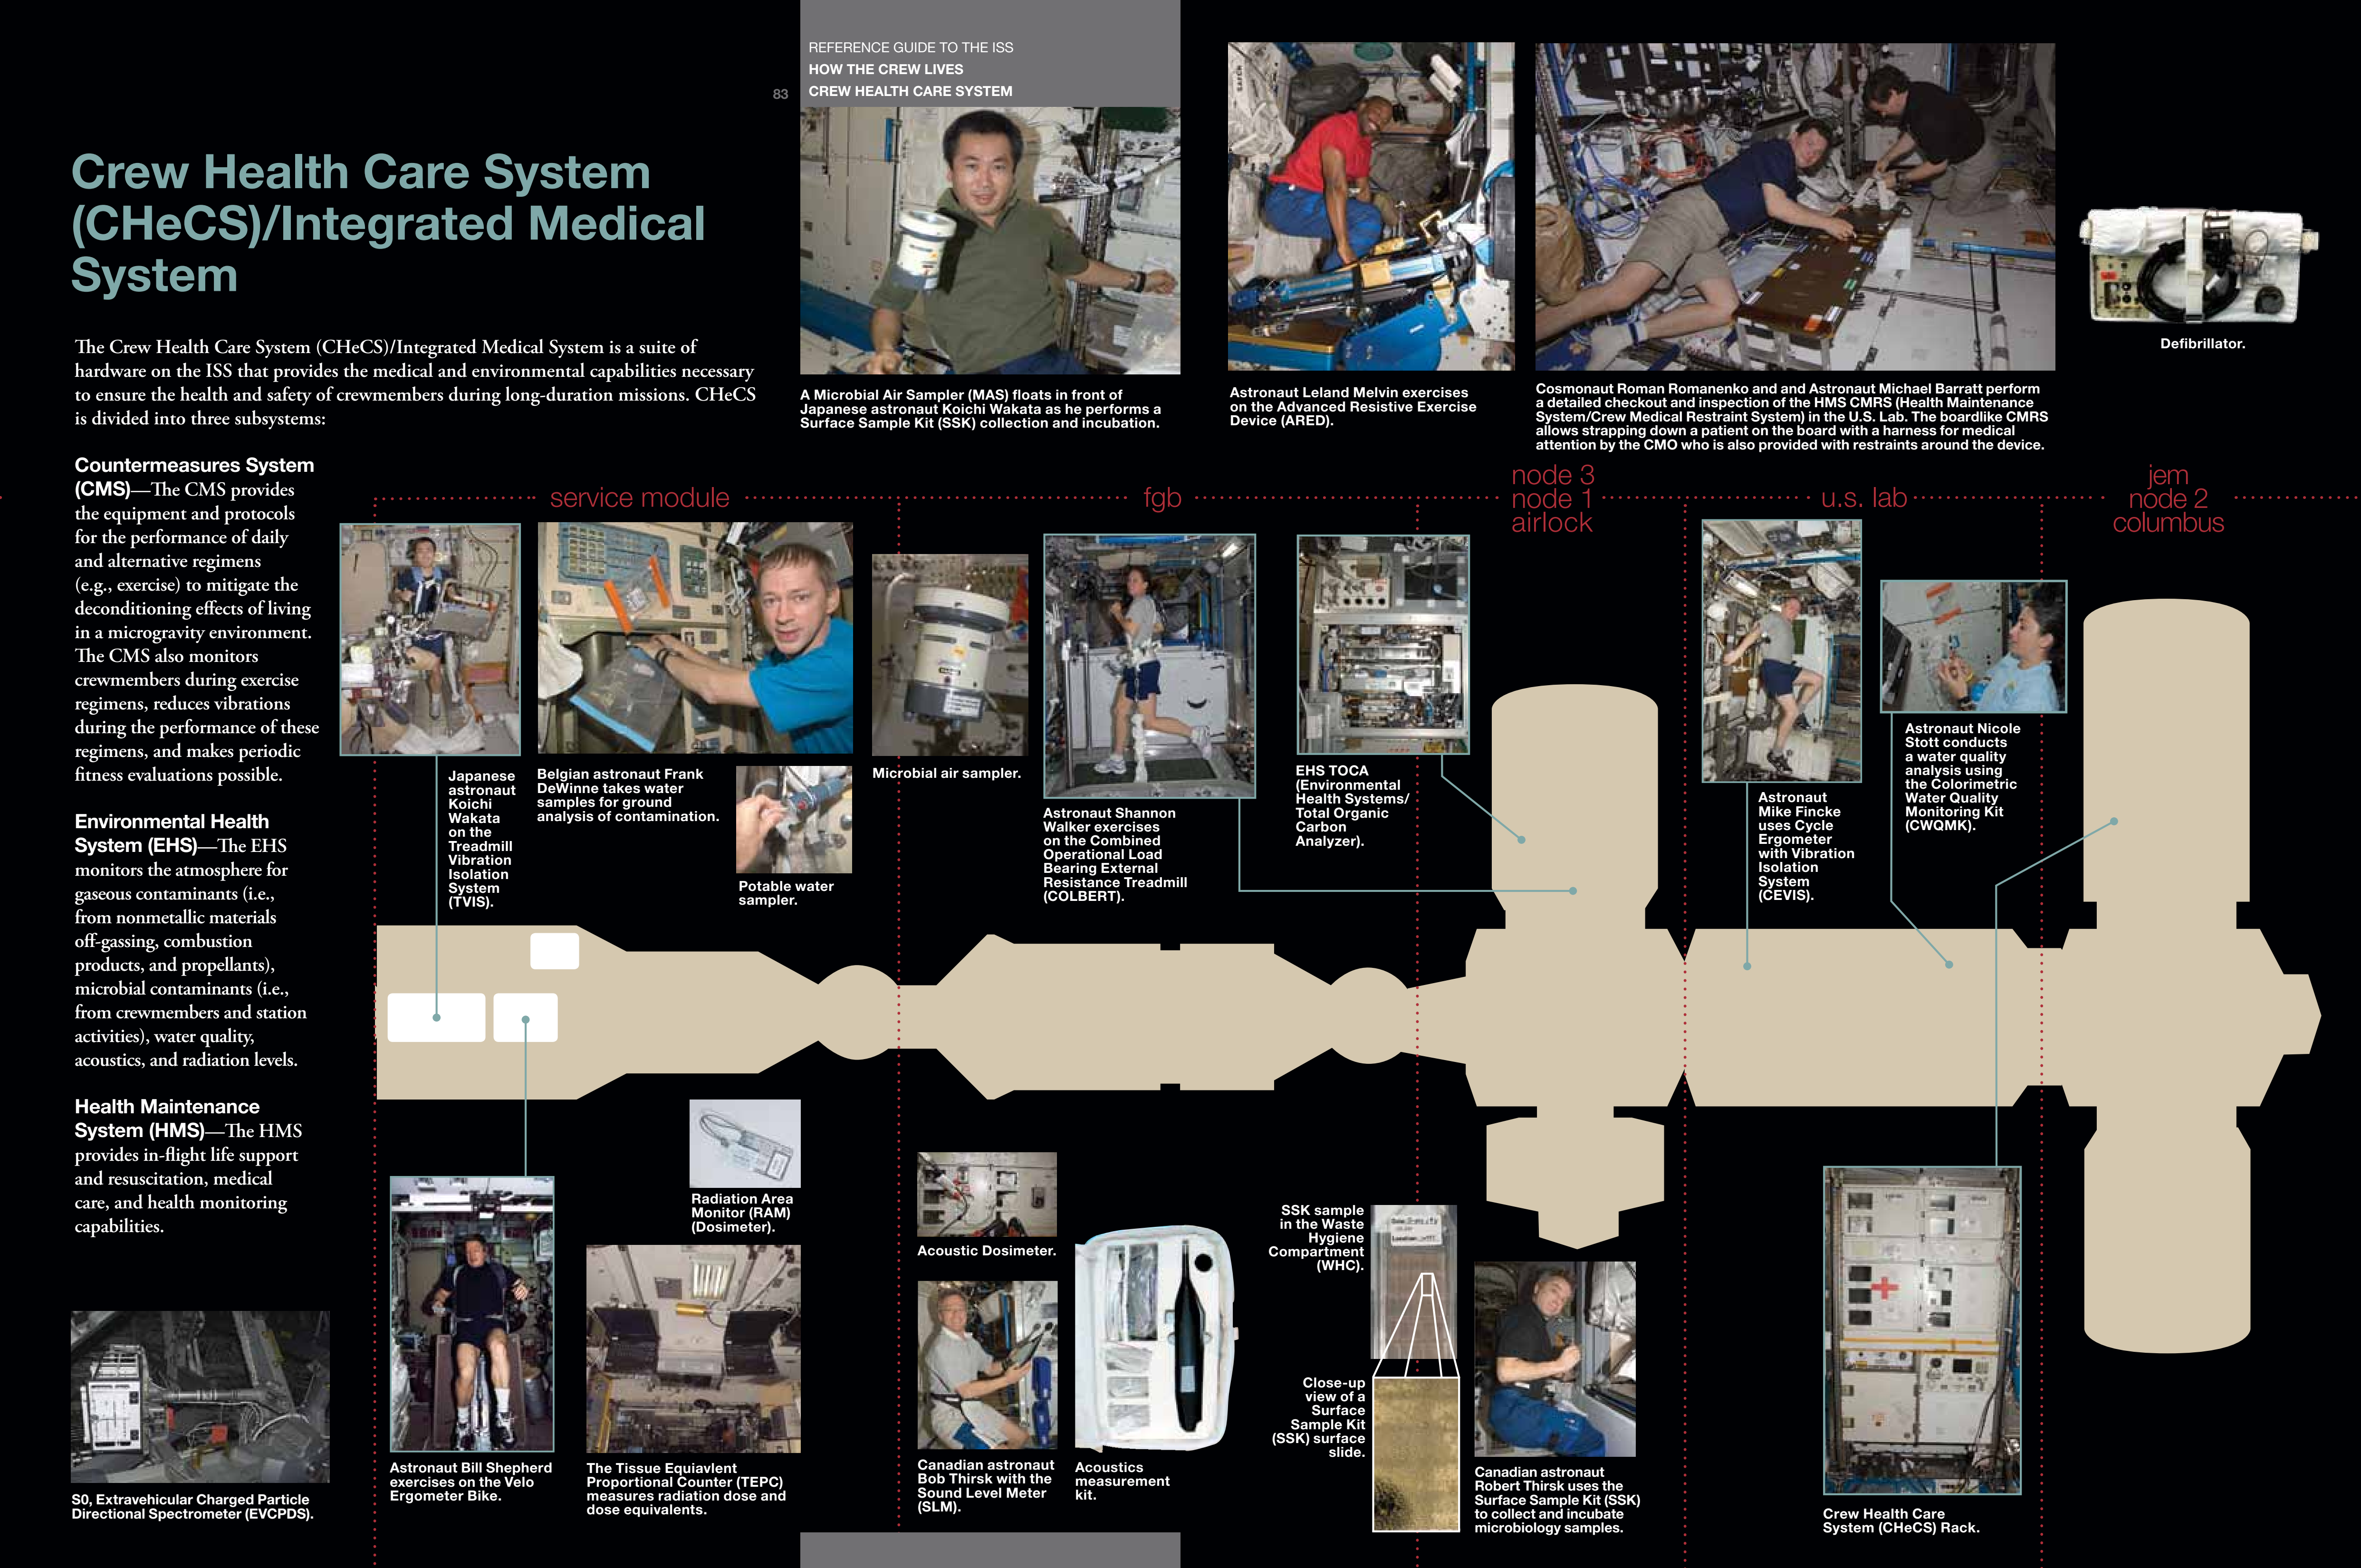 REFERENCE GUIDE TO THE ISS
HOW THE CREW LIVES
83
CREW HEALTH CARE SYSTEM
Crew Health Care System
(CHeCS)/Integrated Medical
System
The Crew Health Care System (CHeCS)/Integrated Medical System is a suite of
hardware on the ISS that provides the medical and environmental capabilities necessary
to ensure the health and safety of crewmembers during long-duration missions. CHeCS
is divided into three subsystems:
Countermeasures System
(CMS)—The CMS provides
the equipment and protocols
for the performance of daily
and alternative regimens
(e.g., exercise) to mitigate the
deconditioning effects of living
in a microgravity environment.
The CMS also monitors
crewmembers during exercise
regimens, reduces vibrations
during the performance of these
regimens, and makes periodic
fitness evaluations possible.
Environmental Health
System (EHS)—The EHS
monitors the atmosphere for
gaseous contaminants (i.e.,
from nonmetallic materials
off-gassing, combustion
products, and propellants),
microbial contaminants (i.e.,
from crewmembers and station
activities), water quality,
acoustics, and radiation levels.
Health Maintenance
System (HMS)—The HMS
provides in-flight life support
and resuscitation, medical
care, and health monitoring
capabilities.
S0, Extravehicular Charged Particle
Directional Spectrometer (EVCPDS).
A Microbial Air Sampler (MAS) floats in front of
Japanese astronaut Koichi Wakata as he performs a
Surface Sample Kit (SSK) collection and incubation.
Astronaut Leland Melvin exercises
on the Advanced Resistive Exercise
Device (ARED).
Cosmonaut Roman Romanenko and and Astronaut Michael Barratt perform
a detailed checkout and inspection of the HMS CMRS (Health Maintenance
System/Crew Medical Restraint System) in the U.S. Lab. The boardlike CMRS
allows strapping down a patient on the board with a harness for medical
attention by the CMO who is also provided with restraints around the device.
Defibrillator.
service module
fgb
node 3
node 1
airlock
u.s. lab
jem
node 2
columbus
Japanese
astronaut
Koichi
Wakata
on the
Treadmill
Vibration
Isolation
System
(TVIS).
Belgian astronaut Frank
DeWinne takes water
samples for ground
analysis of contamination.
Potable water
sampler.
Microbial air sampler.
Astronaut Shannon
Walker exercises
on the Combined
Operational Load
Bearing External
Resistance Treadmill
(COLBERT).
EHS TOCA
(Environmental
Health Systems/
Total Organic
Carbon
Analyzer).
Astronaut
Mike Fincke
uses Cycle
Ergometer
with Vibration
Isolation
System
(CEVIS).
Astronaut Nicole
Stott conducts
a water quality
analysis using
the Colorimetric
Water Quality
Monitoring Kit
(CWQMK).
Astronaut Bill Shepherd
exercises on the Velo
Ergometer Bike.
Radiation Area
Monitor (RAM)
(Dosimeter).
The Tissue Equiavlent
Proportional Counter (TEPC)
measures radiation dose and
dose equivalents.
Acoustic Dosimeter.
Canadian astronaut
Bob Thirsk with the
Sound Level Meter
(SLM).
Acoustics
measurement
kit.
SSK sample
in the Waste
Hygiene
Compartment
(WHC).
Close-up
view of a
Surface
Sample Kit
(SSK) surface
slide.
Canadian astronaut
Robert Thirsk uses the
Surface Sample Kit (SSK)
to collect and incubate
microbiology samples.
Crew Health Care
System (CHeCS) Rack.